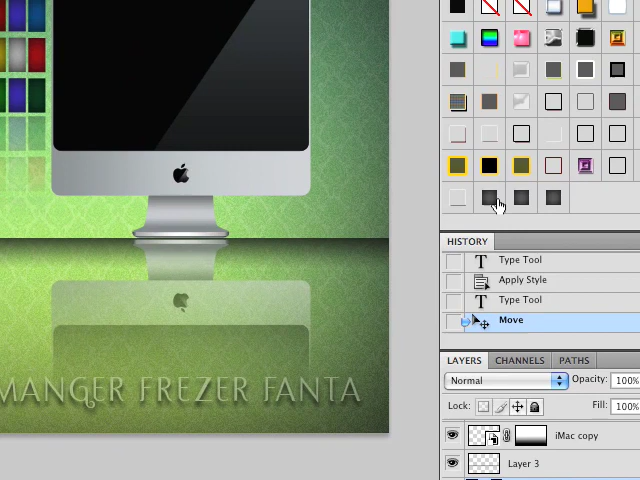 HISTORY
Type Tool
Apply Style
Type Tool
Move
LAYERS CHANNELS PATHS
Normal Opacity: 100%
Lock: Fill: 100%
iMac copy
Layer 3
MANGER FREZER FANTA